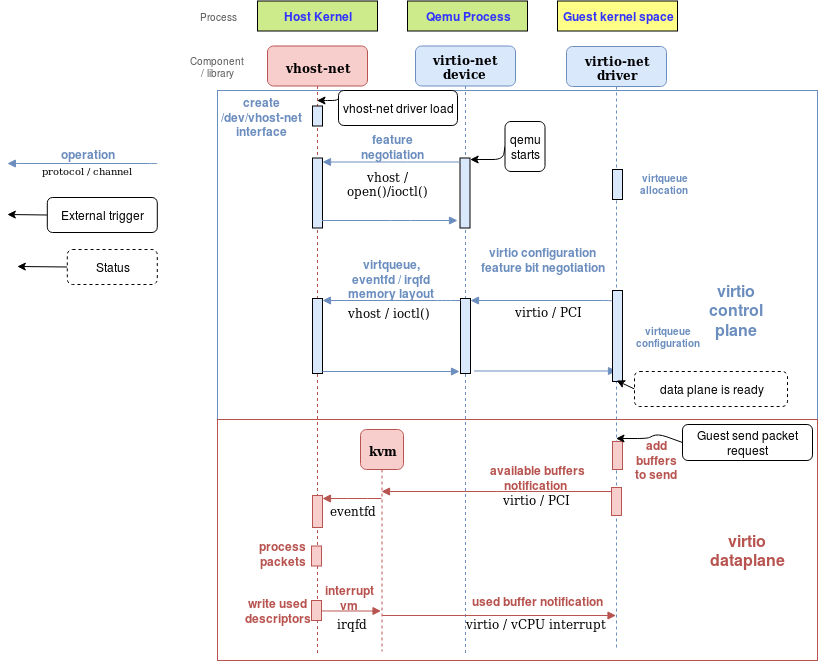 Process
Host Kernel
Qemu Process
Guest kernel space
Component
/ library
vhost-net
virtio-net
device
virtio-net
driver
create
/dev/vhost-net
interface
vhost-net driver load
qemu
starts
operation
protocol / channel
External trigger
Status
feature
negotiation
vhost /
open()/ioctl()
virtqueue
allocation
virtqueue,
eventfd / irqfd
memory layout
vhost / ioctl()
virtio configuration
feature bit negotiation
virtio / PCI
virtio
control
plane
virtqueue
configuration
data plane is ready
kvm
Guest send packet
request
add
buffers
to send
available buffers
notification
virtio / PCI
eventfd
process
packets
virtio
dataplane
write used
descriptors
interrupt
vm
irqfd
used buffer notification
virtio / vCPU interrupt